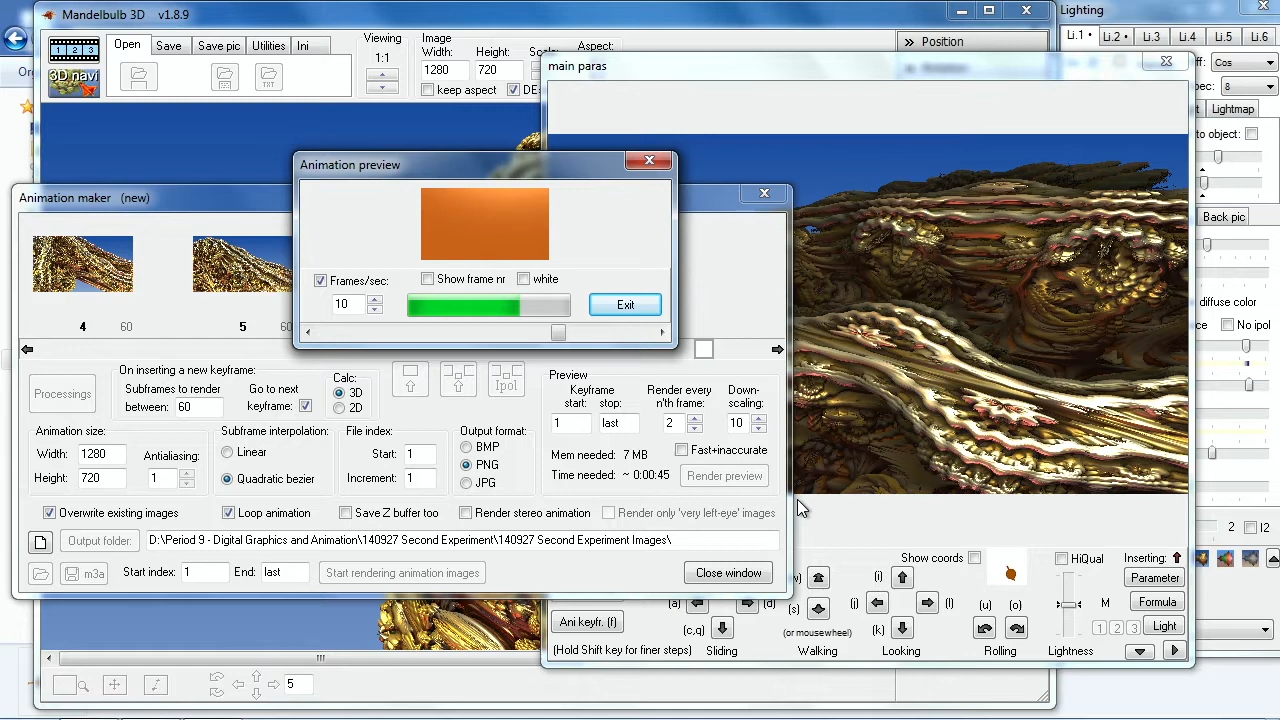 Mandelbulb 3D v1.8.9
Lighting
Open Save Save pic Utilities Ini
Viewing
1:1
Image
Width: Height: Aspect:
1280 720
keep aspect
3D navi
Position
main paras
Li.1 Li.2 Li.3 Li.4 Li.5 Li.6
Cos
8
Lightmap
to object:
Back pic
diffuse color
No ipol
2 I2
Animation preview
Frames/sec:
10
Show frame nr
white
Exit
Animation maker (new)
4 60
5
Processing
On inserting a new keyframe:
Subframes to render
between: 60
Go to next
keyframe:
Calc:
3D
2D
Ipol
Preview
Keyframe
start: stop:
1 last
Render every
n'th frame:
2
Down-
scaling:
10
Animation size:
Width: 1280
Height: 720
Antialiasing:
1
Subframe interpolation:
Linear
Quadratic bezier
File index:
Start: 1
Increment: 1
Output format:
BMP
PNG
JPG
Mem needed: 7 MB
Time needed: ~ 0:00:45
Fast+inaccurate
Render preview
Overwrite existing images
Loop animation
Save Z buffer too
Render stereo animation
Render only 'very left-eye' images
Output folder:
D:\Period 9 - Digital Graphics and Animation\140927 Second Experiment\140927 Second Experiment Images\
m3a
Start index: 1 End: last
Start rendering animation images
Close window
Show coords
HiQual
Inserting:
Parameter
Formula
Light
M
1 2 3
(a) (d)
(s)
(i)
(j) (l)
(u) (o)
(c,q)
(k)
Ani keyfr. (f)
(or mousewheel)
(Hold Shift key for finer steps)
Sliding
Walking
Looking
Rolling
Lightness
5